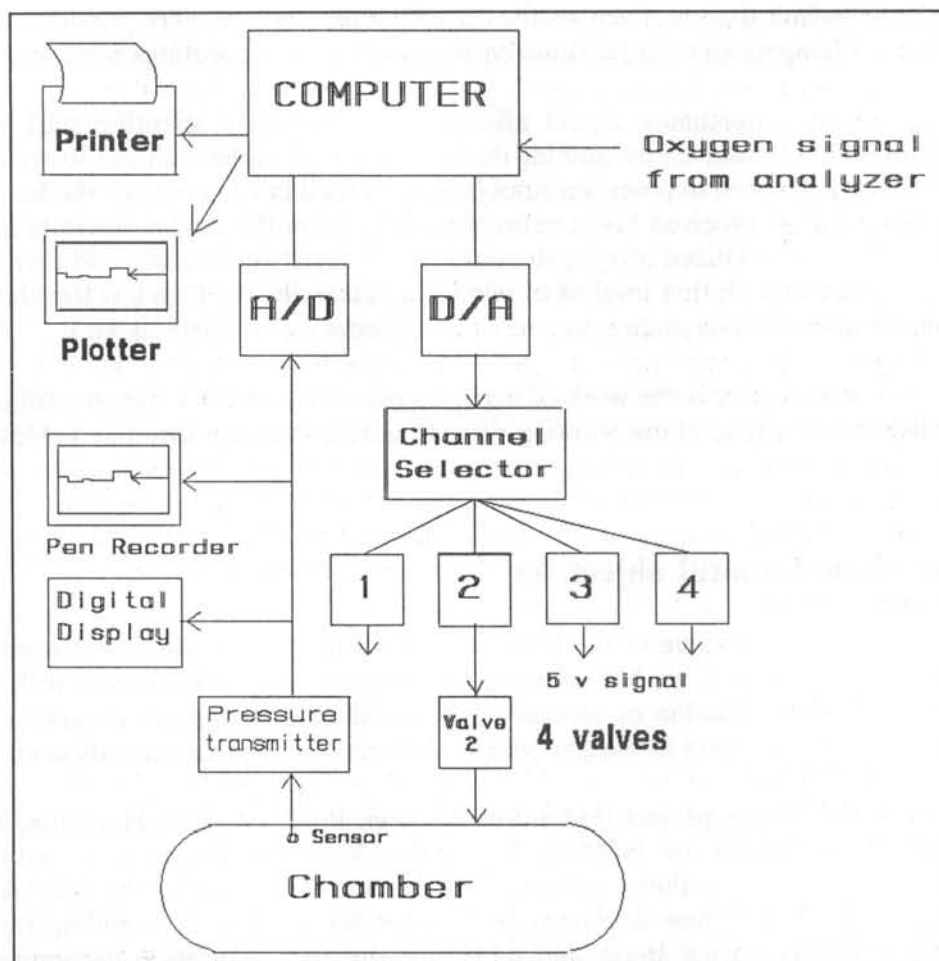 COMPUTER
Printer
Oxygen signal
from analyzer
A/D
D/A
Plotter
Channel
Selector
Pen Recorder
1
2
3
4
Digital
Display
5 v signal
Pressure
transmitter
Valve
2
4 valves
o Sensor
Chamber